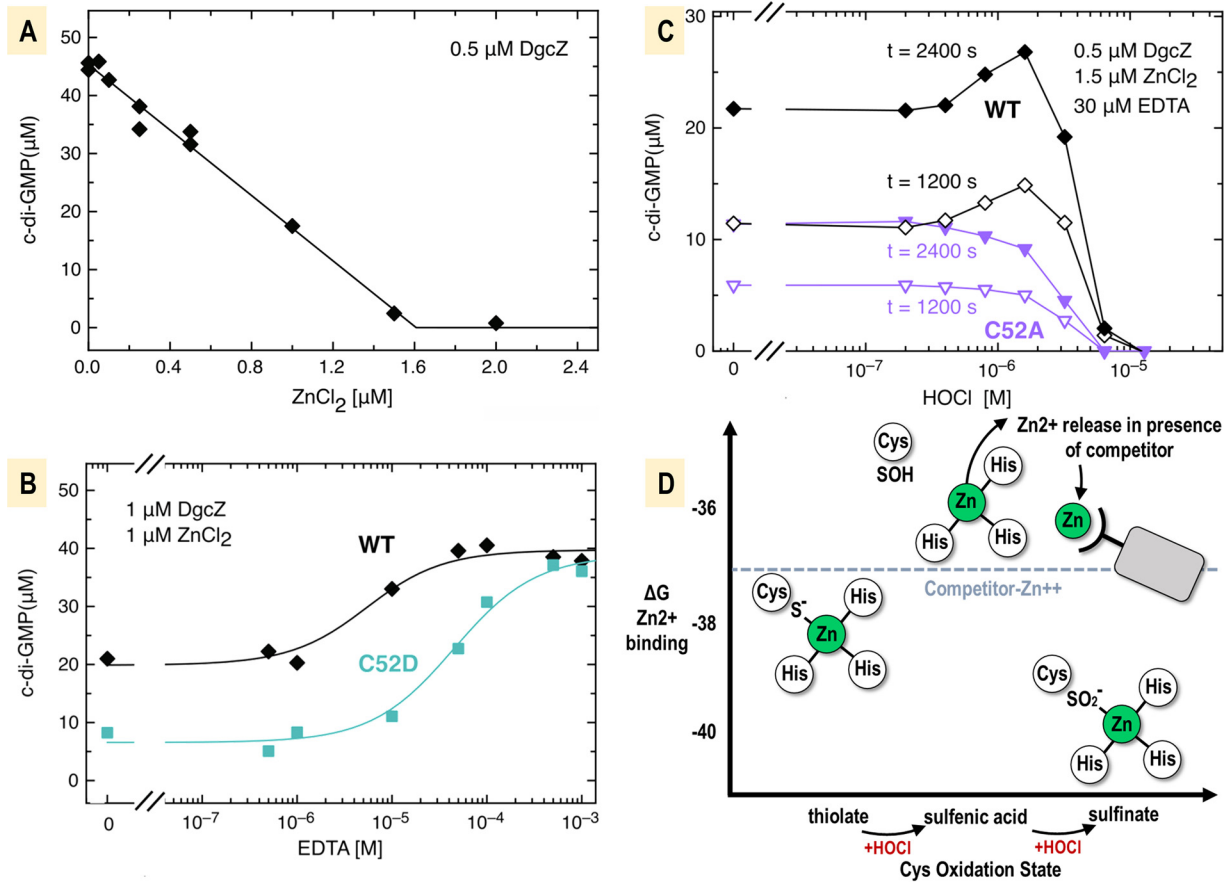 A
0.5 µM DgcZ
c-di-GMP(µM)
50
40
30
20
10
0
0.0 0.4 0.8 1.2 1.6 2.0 2.4
ZnCl2 [µM]
B
1 µM DgcZ
1 µM ZnCl2
WT
C52D
c-di-GMP(µM)
50
40
30
20
10
0
0 10−7 10−6 10−5 10−4 10−3
EDTA [M]
C
t = 2400 s
0.5 µM DgcZ
1.5 µM ZnCl2
30 µM EDTA
WT
t = 1200 s
t = 2400 s
t = 1200 s
C52A
c-di-GMP(µM)
30
20
10
0
0 10−7 10−6 10−5
HOCl [M]
D
Zn2+ release in presence
of competitor
Cys
SOH
His
Zn
His
His
Zn
Competitor-Zn++
ΔG
Zn2+
binding
-36
-38
-40
Cys
S-
His
Zn
His
His
Cys
SO2-
His
Zn
His
His
thiolate sulfenic acid sulfinate
+HOCl +HOCl
Cys Oxidation State